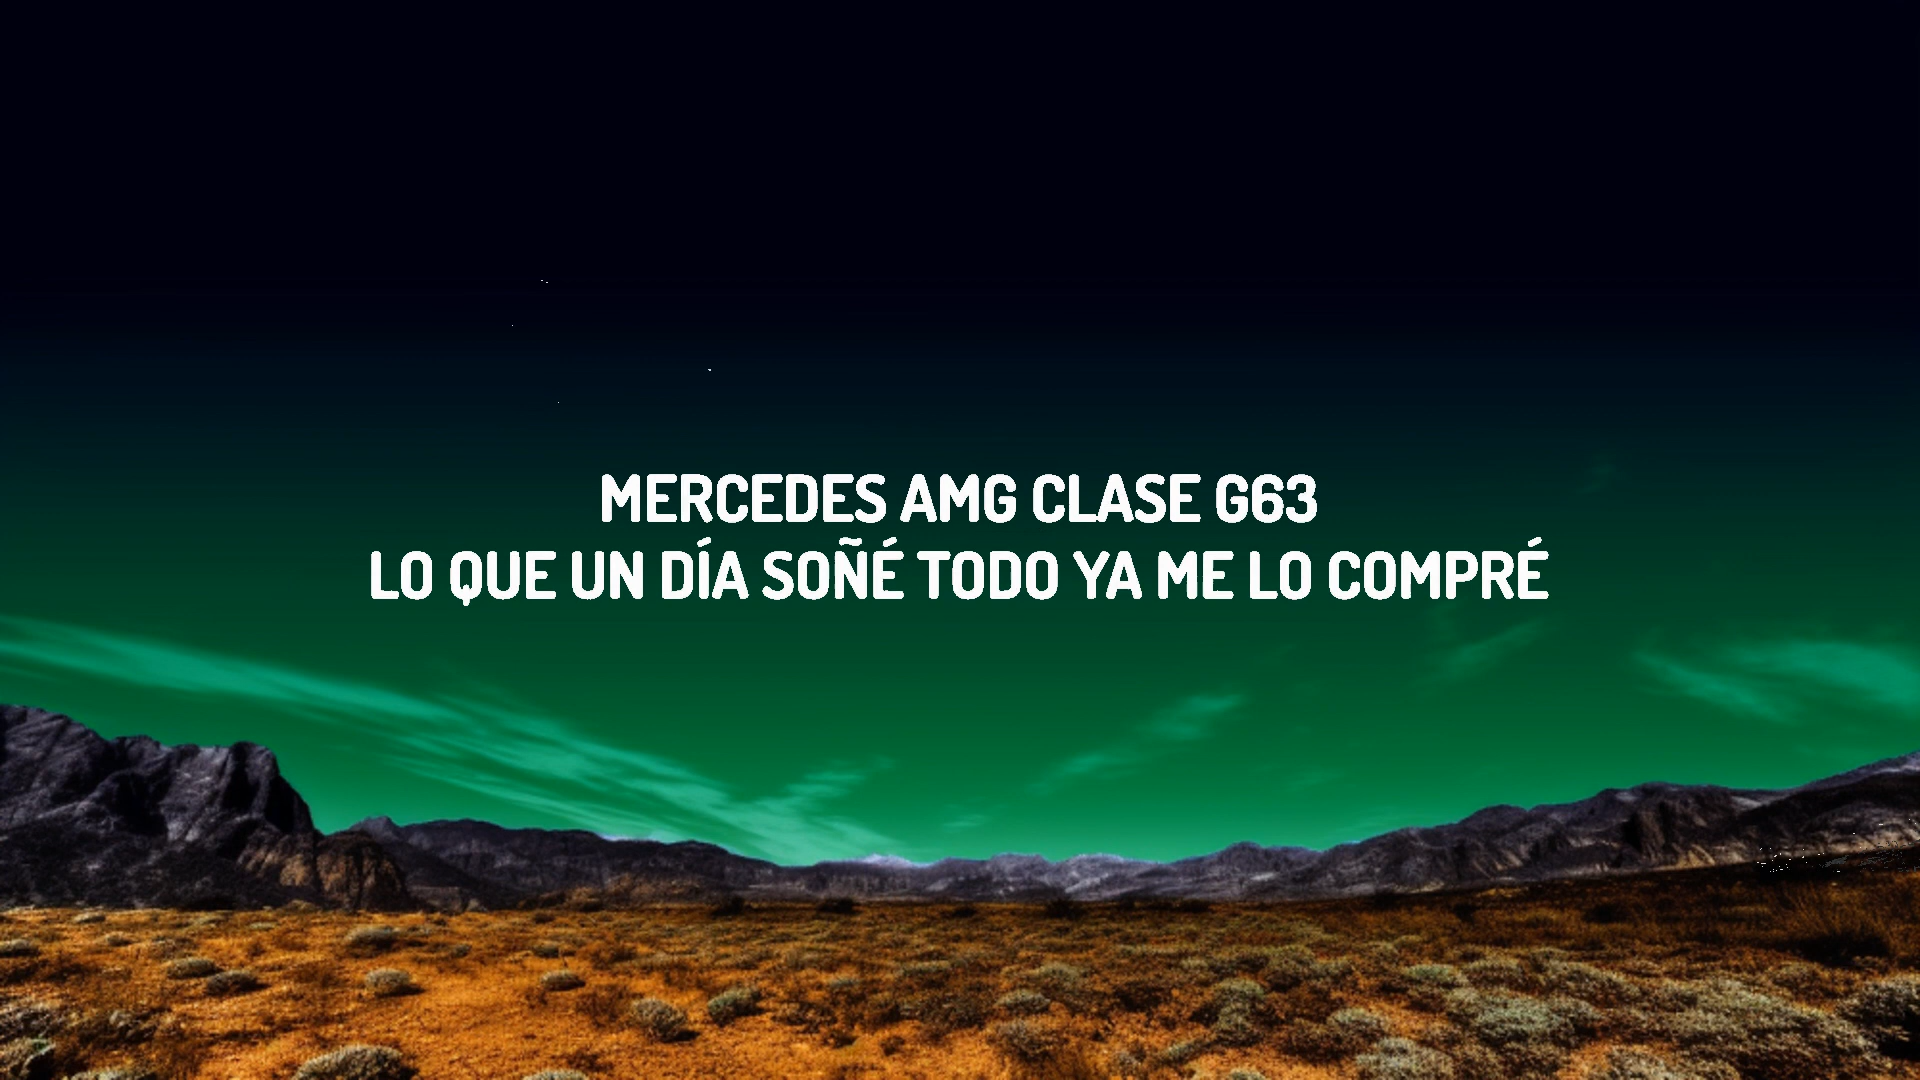 MERCEDES AMG CLASE G63
LO QUE UN DÍA SOÑÉ TODO YA ME LO COMPRÉ